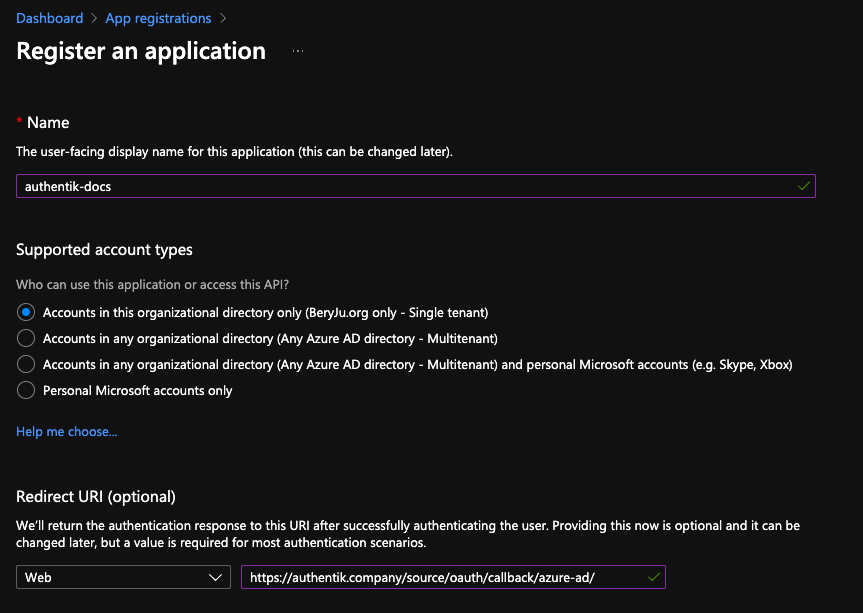 Dashboard > App registrations >
Register an application ...
* Name
The user-facing display name for this application (this can be changed later).
authentik-docs
Supported account types
Who can use this application or access this API?
Accounts in this organizational directory only (BeryJu.org only - Single tenant)
Accounts in any organizational directory (Any Azure AD directory - Multitenant)
Accounts in any organizational directory (Any Azure AD directory - Multitenant) and personal Microsoft accounts (e.g. Skype, Xbox)
Personal Microsoft accounts only
Help me choose...
Redirect URI (optional)
We'll return the authentication response to this URI after successfully authenticating the user. Providing this now is optional and it can be
changed later, but a value is required for most authentication scenarios.
Web https://authentik.company/source/oauth/callback/azure-ad/